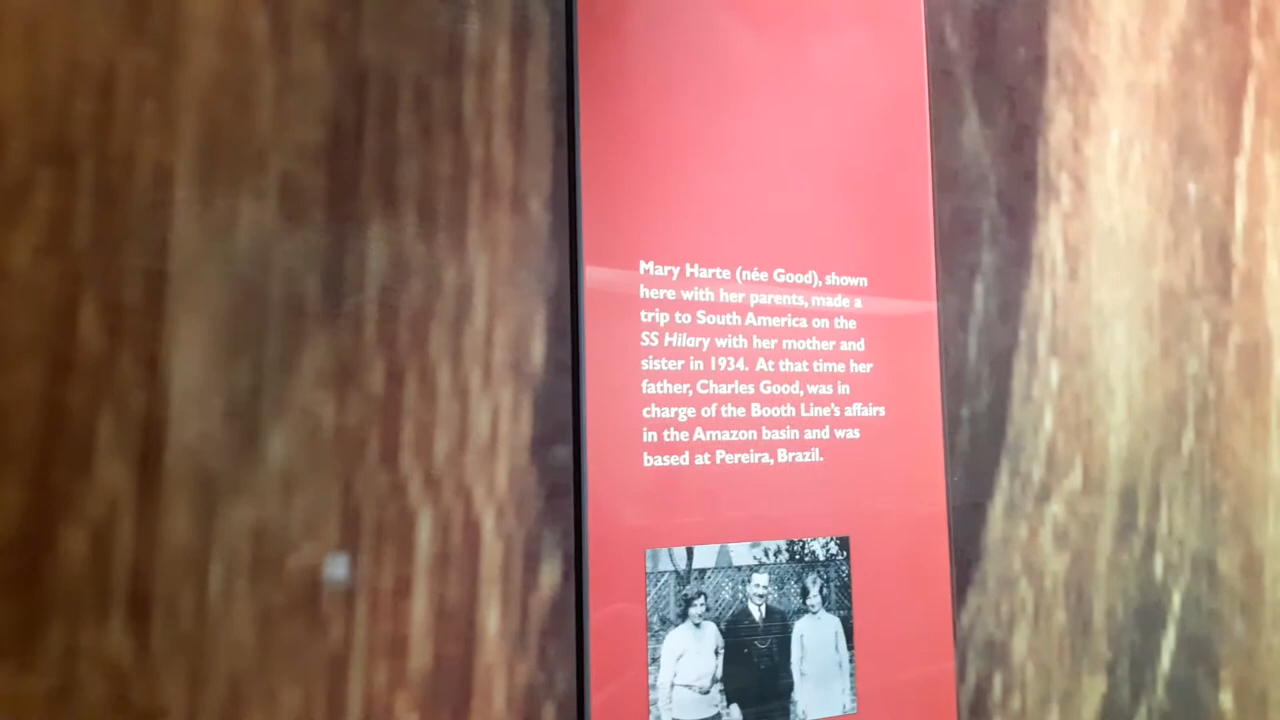 Mary Harte (née Good), shown
here with her parents, made a
trip to South America on the
SS Hilary with her mother and
sister in 1934. At that time her
father, Charles Good, was in
charge of the Booth Line's affairs
in the Amazon basin and was
based at Pereira, Brazil.